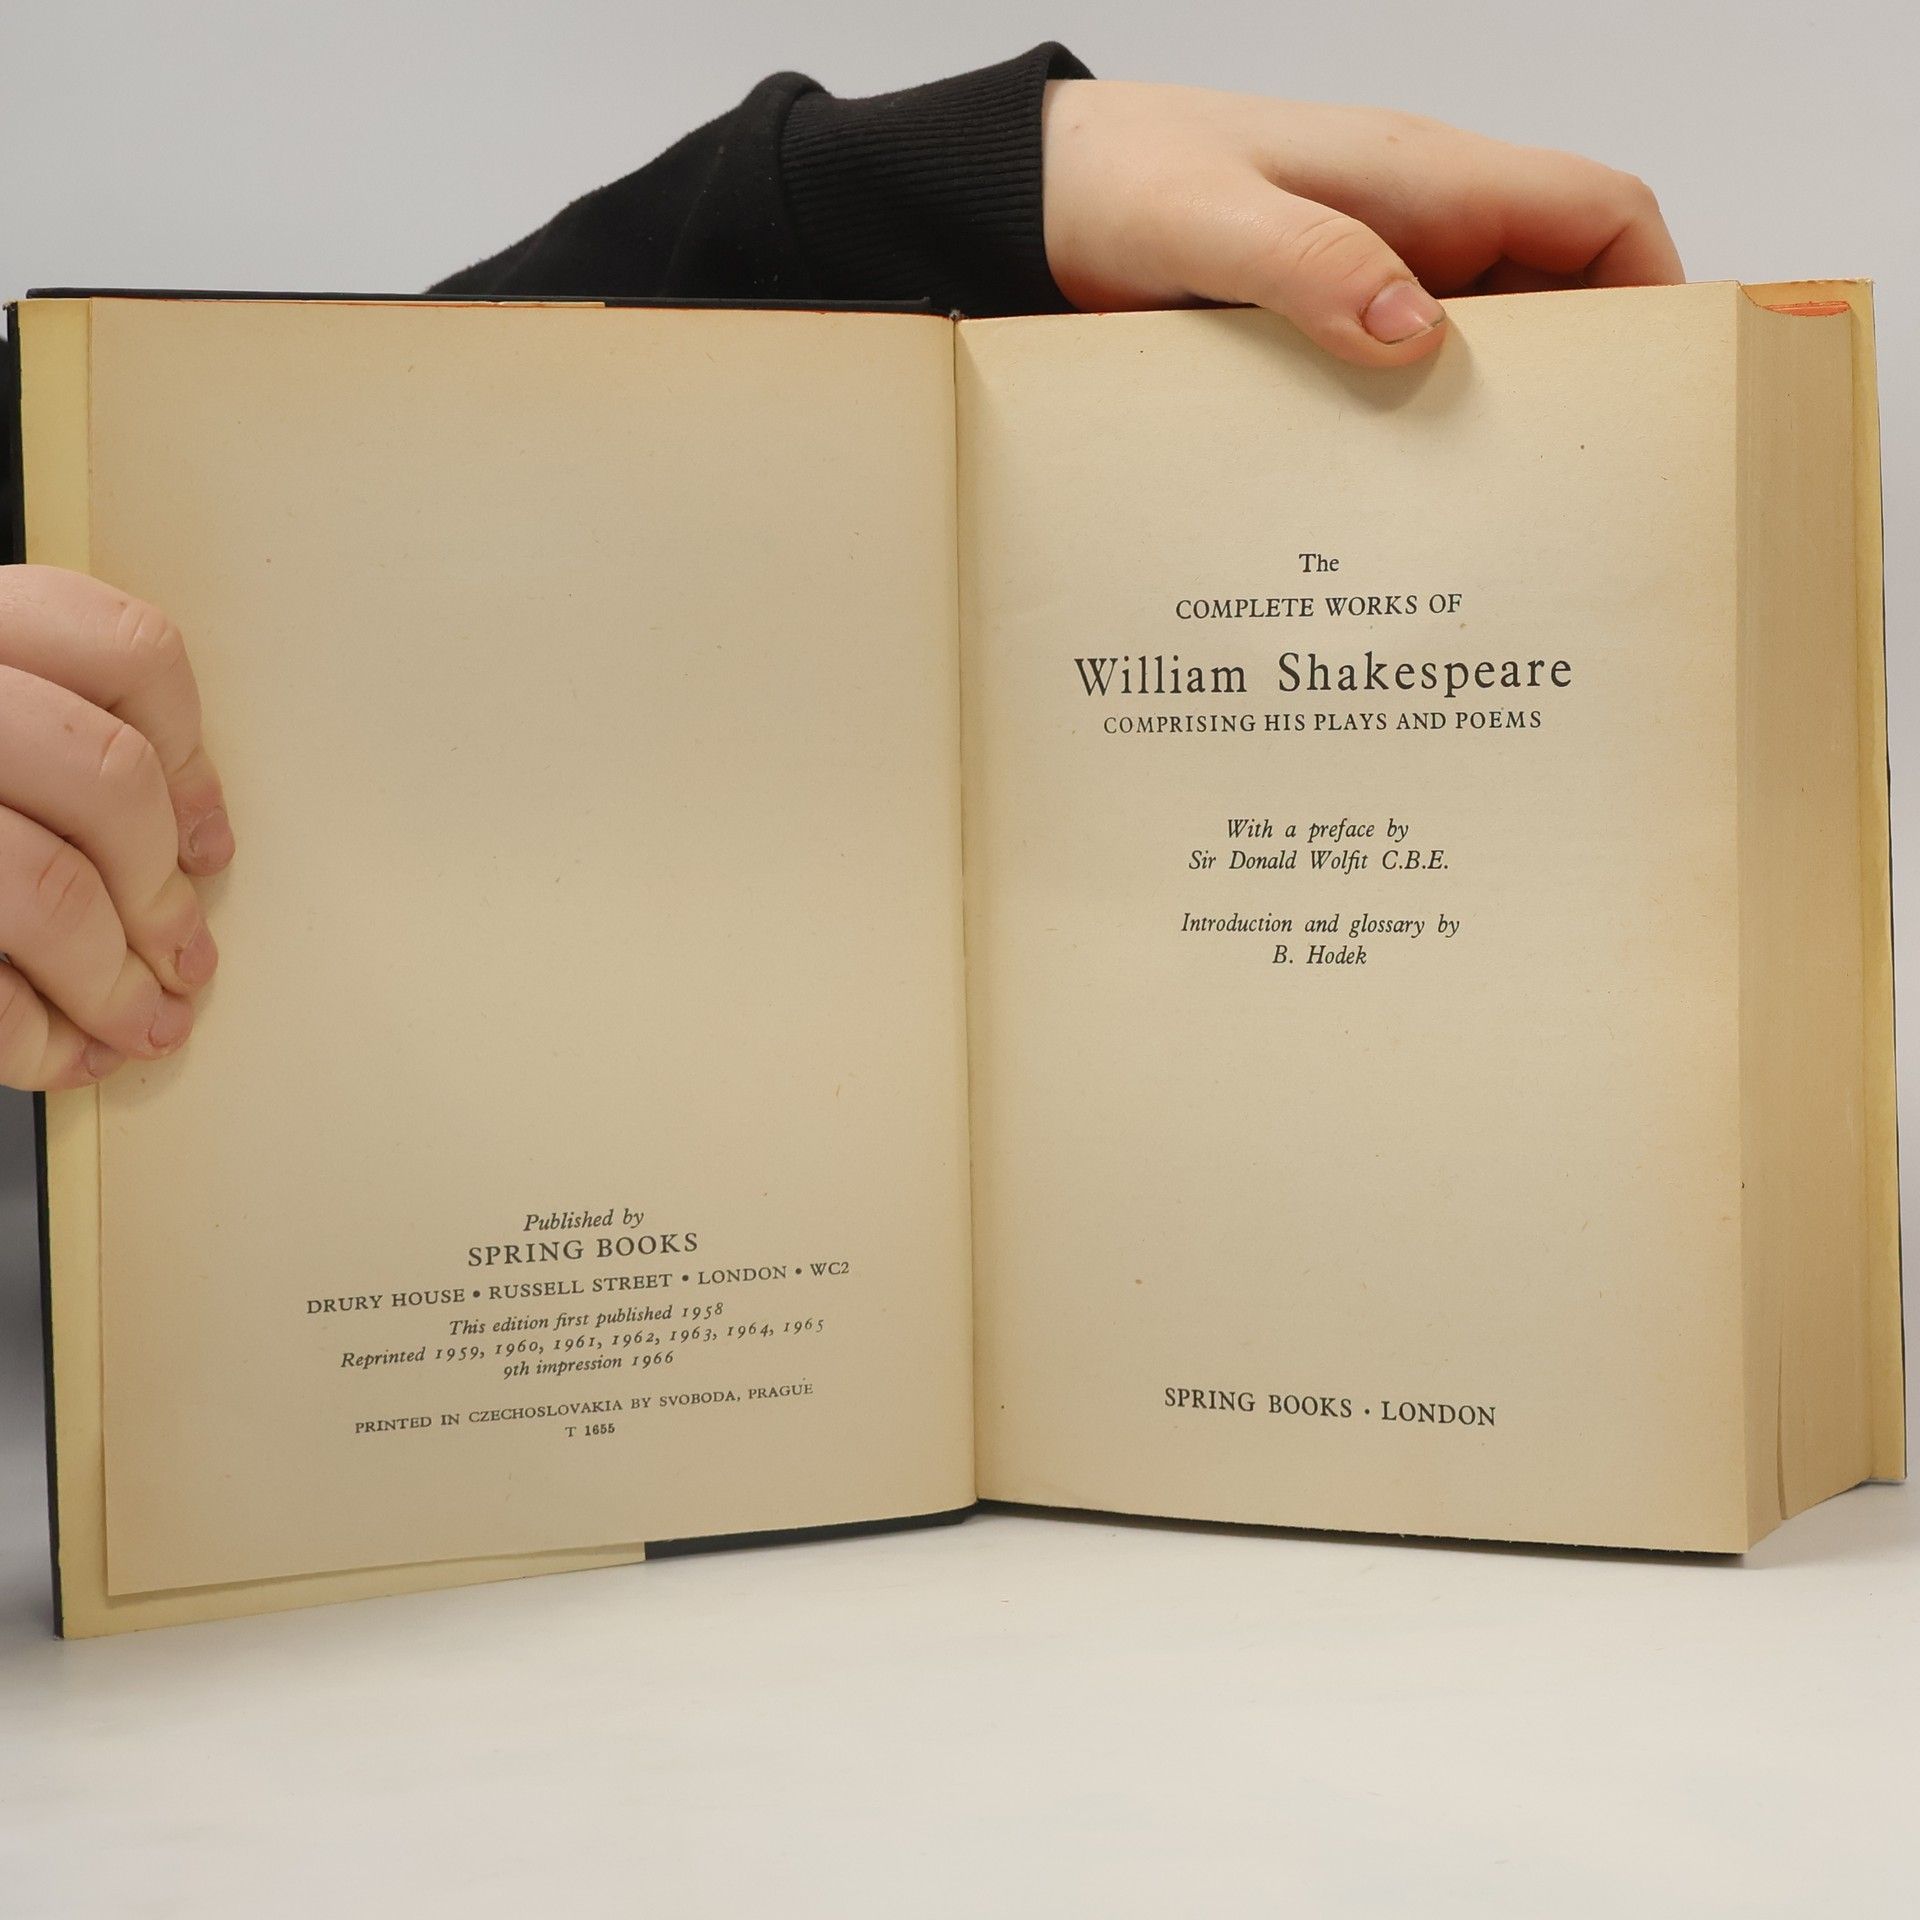 Published by
SPRING BOOKS
DRURY HOUSE • RUSSELL STREET • LONDON • WC2
This edition first published 1958
Reprinted 1959, 1960, 1961, 1962, 1963, 1964, 1965
9th impression 1966
PRINTED IN CZECHOSLOVAKIA BY SVOBODA, PRAGUE
T 1655
The
COMPLETE WORKS OF
William Shakespeare
COMPRISING HIS PLAYS AND POEMS
With a preface by
Sir Donald Wolfit C.B.E.
Introduction and glossary by
B. Hodek
SPRING BOOKS · LONDON